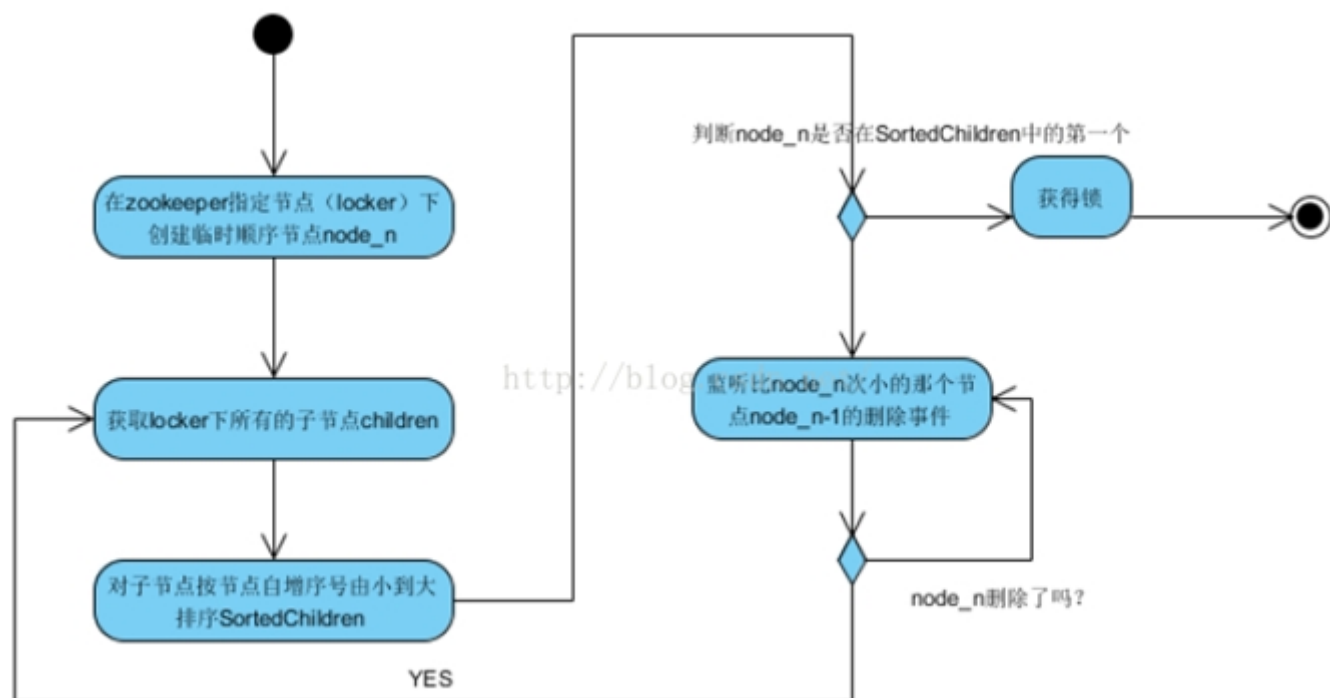 判断node_n是否在SortedChildren中的第一个
在zookeeper指定节点（locker）下
创建临时顺序节点node_n
获得锁
http://blog
监听比node_n次小的那个节
点node_n-1的删除事件
获取locker下所有的子节点children
对子节点按节点自增序号由小到大
排序SortedChildren
node_n删除了吗？
YES